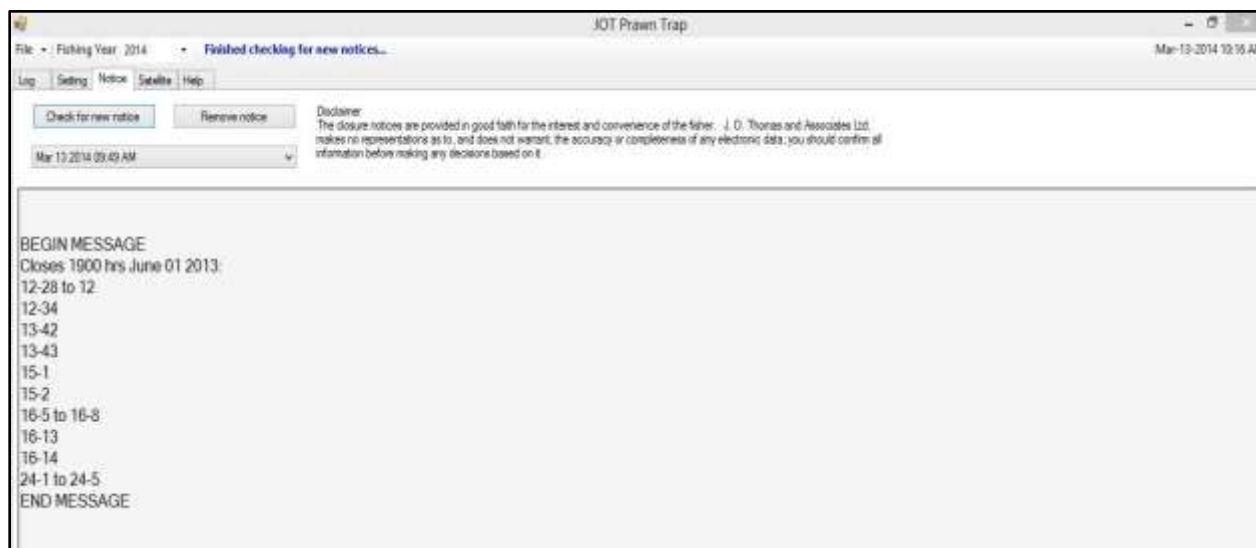 JOT Prawn Trap
File Fishing Year 2014 Finished checking for new notices... Mar-13-2014 10:16 AM
Log Setting Notice Satellite Help
Check for new notice Remove notice
Disclaimer
The closure notices are provided in good faith for the interest and convenience of the fisher. J. O. Thomas and Associates Ltd.
makes no representations as to, and does not warrant, the accuracy or completeness of any electronic data; you should confirm all
information before making any decisions based on it.
Mar 13 2014 09:49 AM
BEGIN MESSAGE
Closes 1900 hrs June 01 2013:
12-28 to 12
12-34
13-42
13-43
15-1
15-2
16-5 to 16-8
16-13
16-14
24-1 to 24-5
END MESSAGE